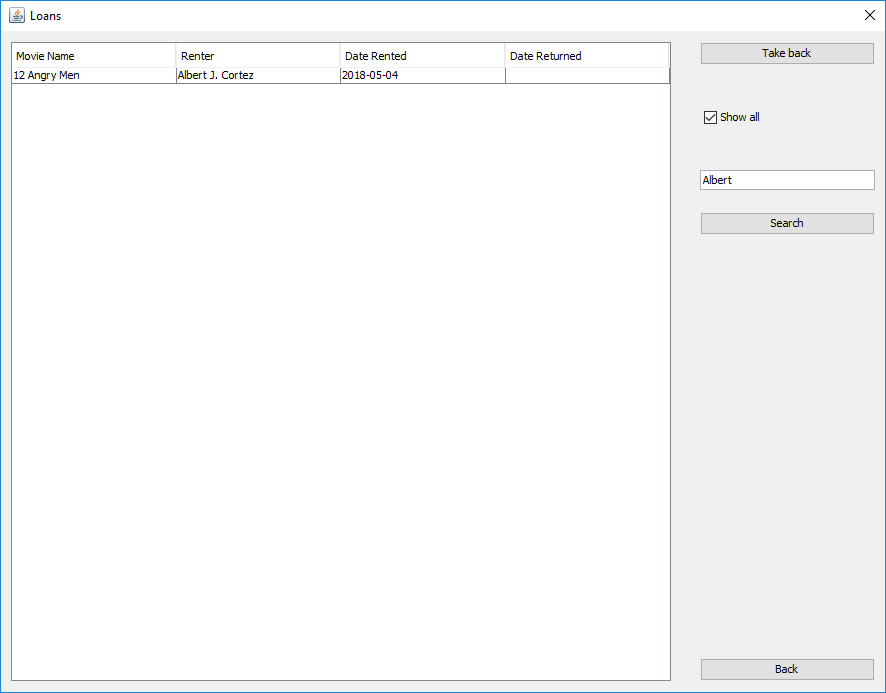 Loans
Movie Name Renter Date Rented Date Returned
12 Angry Men Albert J. Cortez 2018-05-04
Take back
Show all
Albert
Search
Back